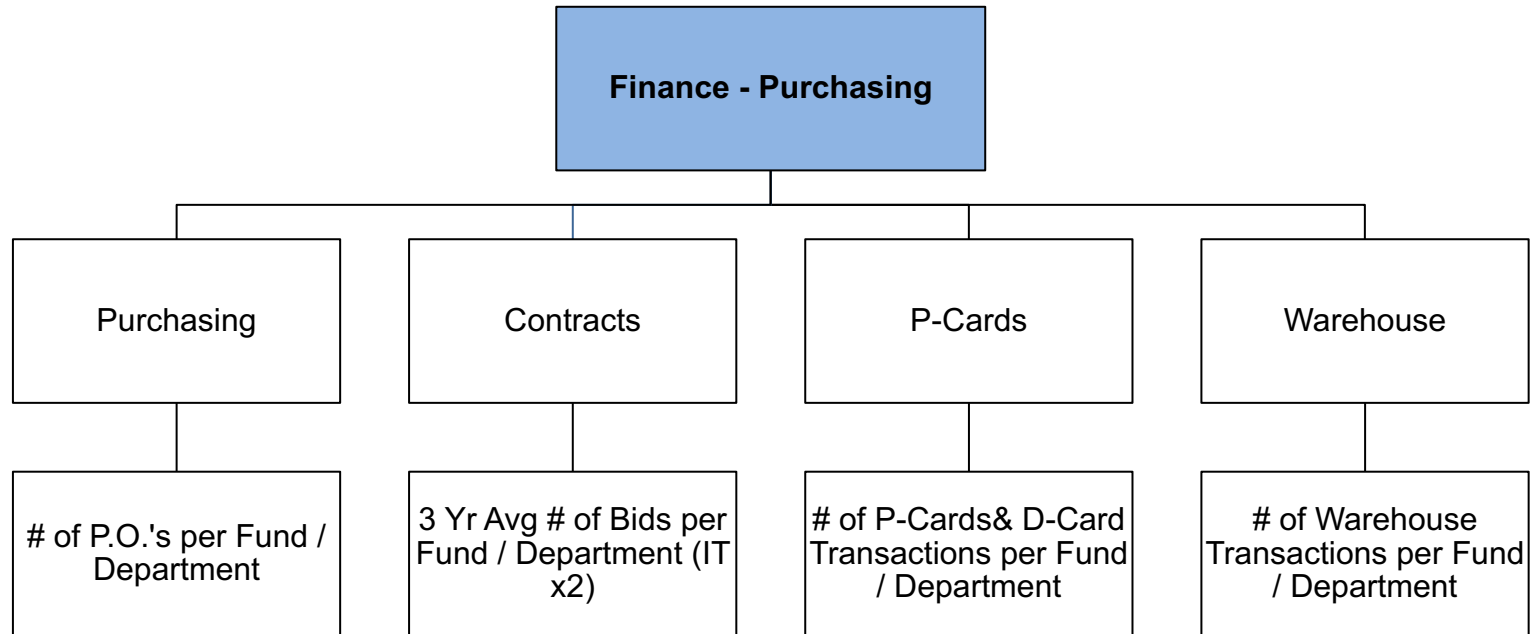 Finance - Purchasing
Purchasing
Contracts
P-Cards
Warehouse
# of P.O.'s per Fund /
Department
3 Yr Avg # of Bids per
Fund / Department (IT
x2)
# of P-Cards& D-Card
Transactions per Fund
/ Department
# of Warehouse
Transactions per Fund
/ Department